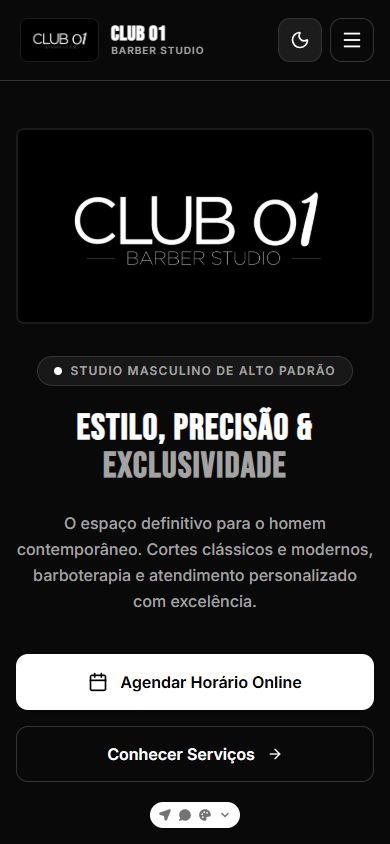 CLUB 01
CLUB 01
BARBER STUDIO
CLUB 01
BARBER STUDIO
STUDIO MASCULINO DE ALTO PADRÃO
ESTILO, PRECISÃO &
EXCLUSIVIDADE
O espaço definitivo para o homem
contemporâneo. Cortes clássicos e modernos,
barboterapia e atendimento personalizado
com excelência.
Agendar Horário Online
Conhecer Serviços